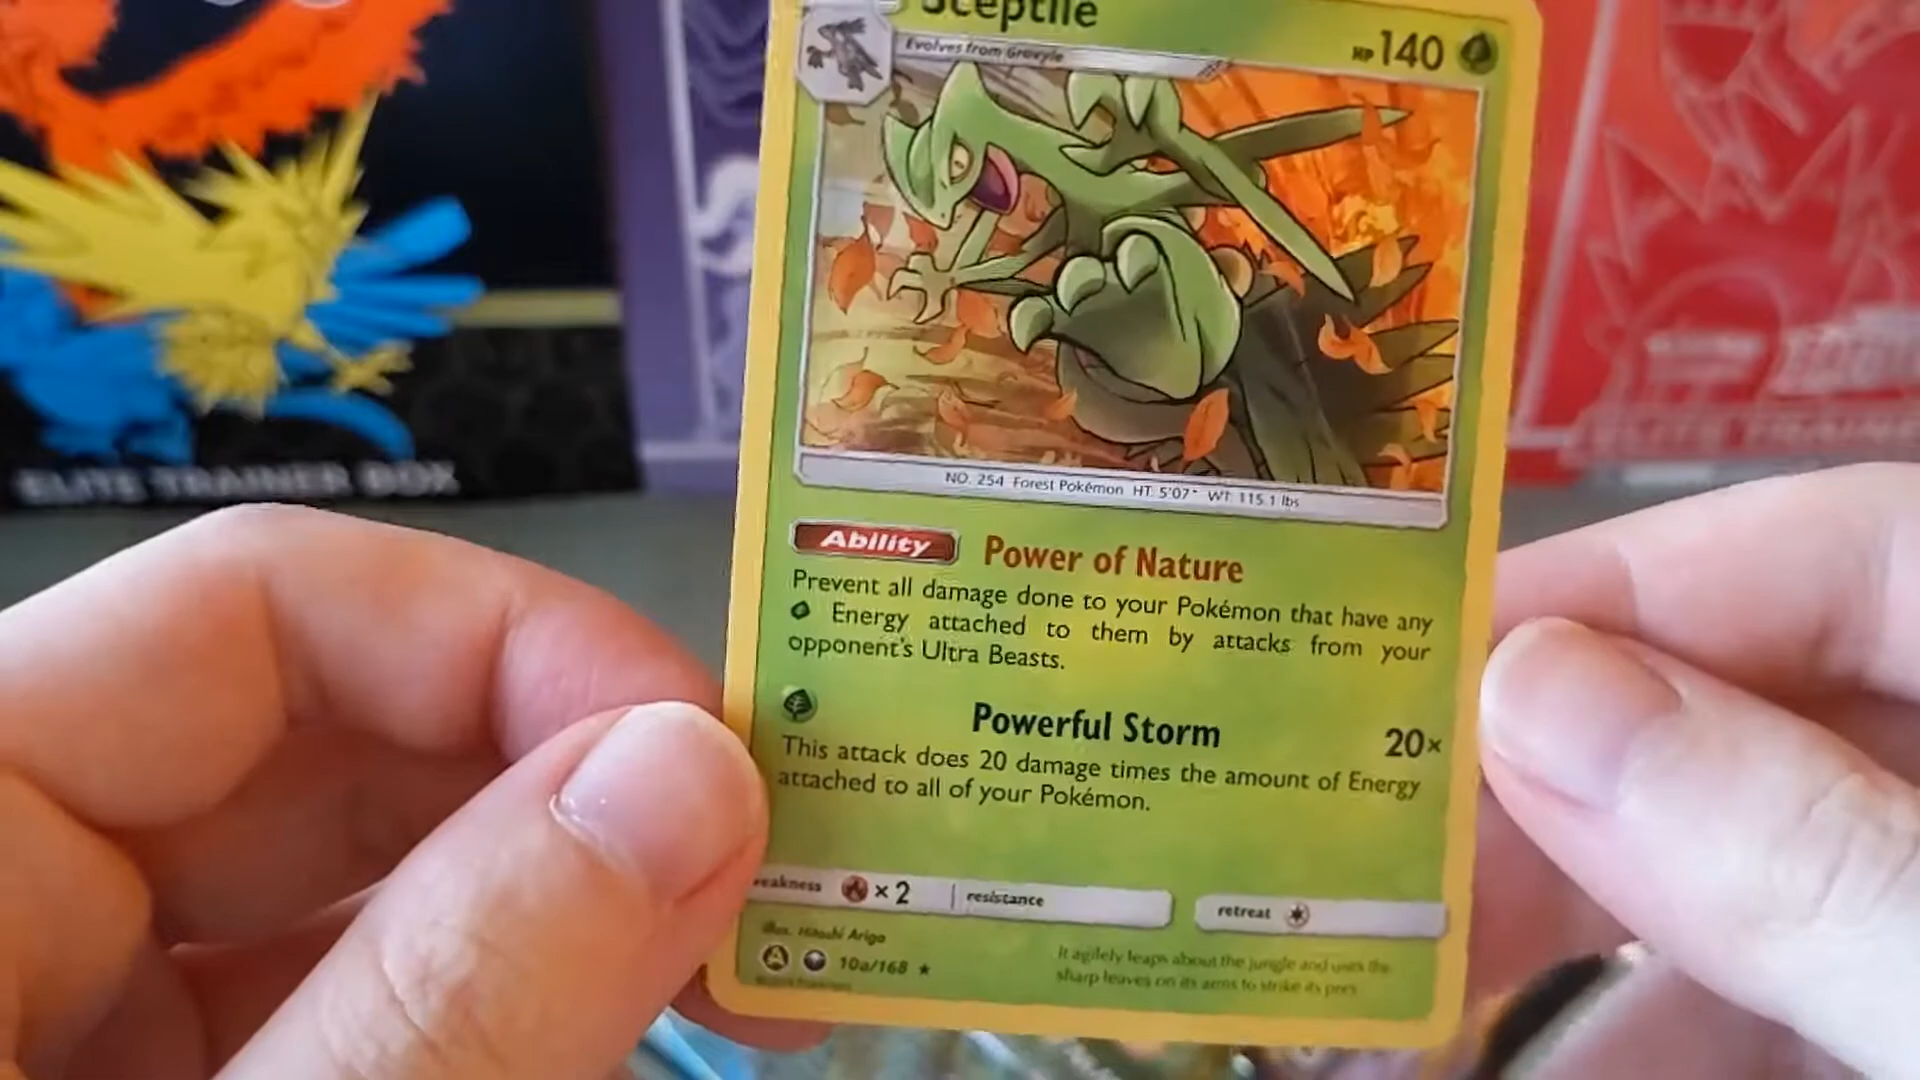 Sceptile
HP 140
Evolves from Grovyle
ELITE TRAINER BOX
ELITE TRAINER
NO. 254 Forest Pokémon HT: 5'07" WT: 115.1 lbs
Ability Power of Nature
Prevent all damage done to your Pokémon that have any
Energy attached to them by attacks from your
opponent's Ultra Beasts.
Powerful Storm 20×
This attack does 20 damage times the amount of Energy
attached to all of your Pokémon.
weakness × 2 resistance retreat
illus. Hitoshi Ariga
A 10a/168 ★
It agilely leaps about the jungle and uses the
sharp leaves on its arms to strike its prey.